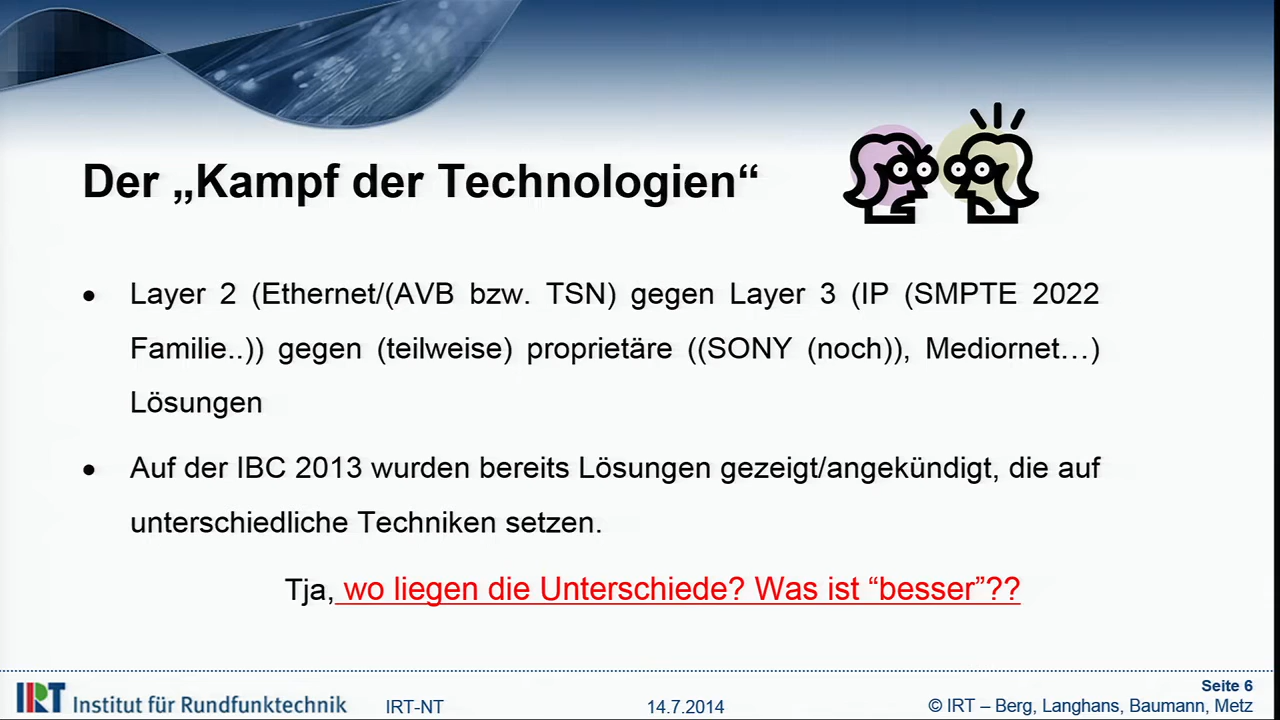 Der „Kampf der Technologien“
• Layer 2 (Ethernet/(AVB bzw. TSN) gegen Layer 3 (IP (SMPTE 2022
Familie..)) gegen (teilweise) proprietäre ((SONY (noch)), Mediornet…)
Lösungen
• Auf der IBC 2013 wurden bereits Lösungen gezeigt/angekündigt, die auf
unterschiedliche Techniken setzen.
Tja, wo liegen die Unterschiede? Was ist “besser”??
Seite 6
IRT Institut für Rundfunktechnik IRT-NT 14.7.2014 © IRT – Berg, Langhans, Baumann, Metz